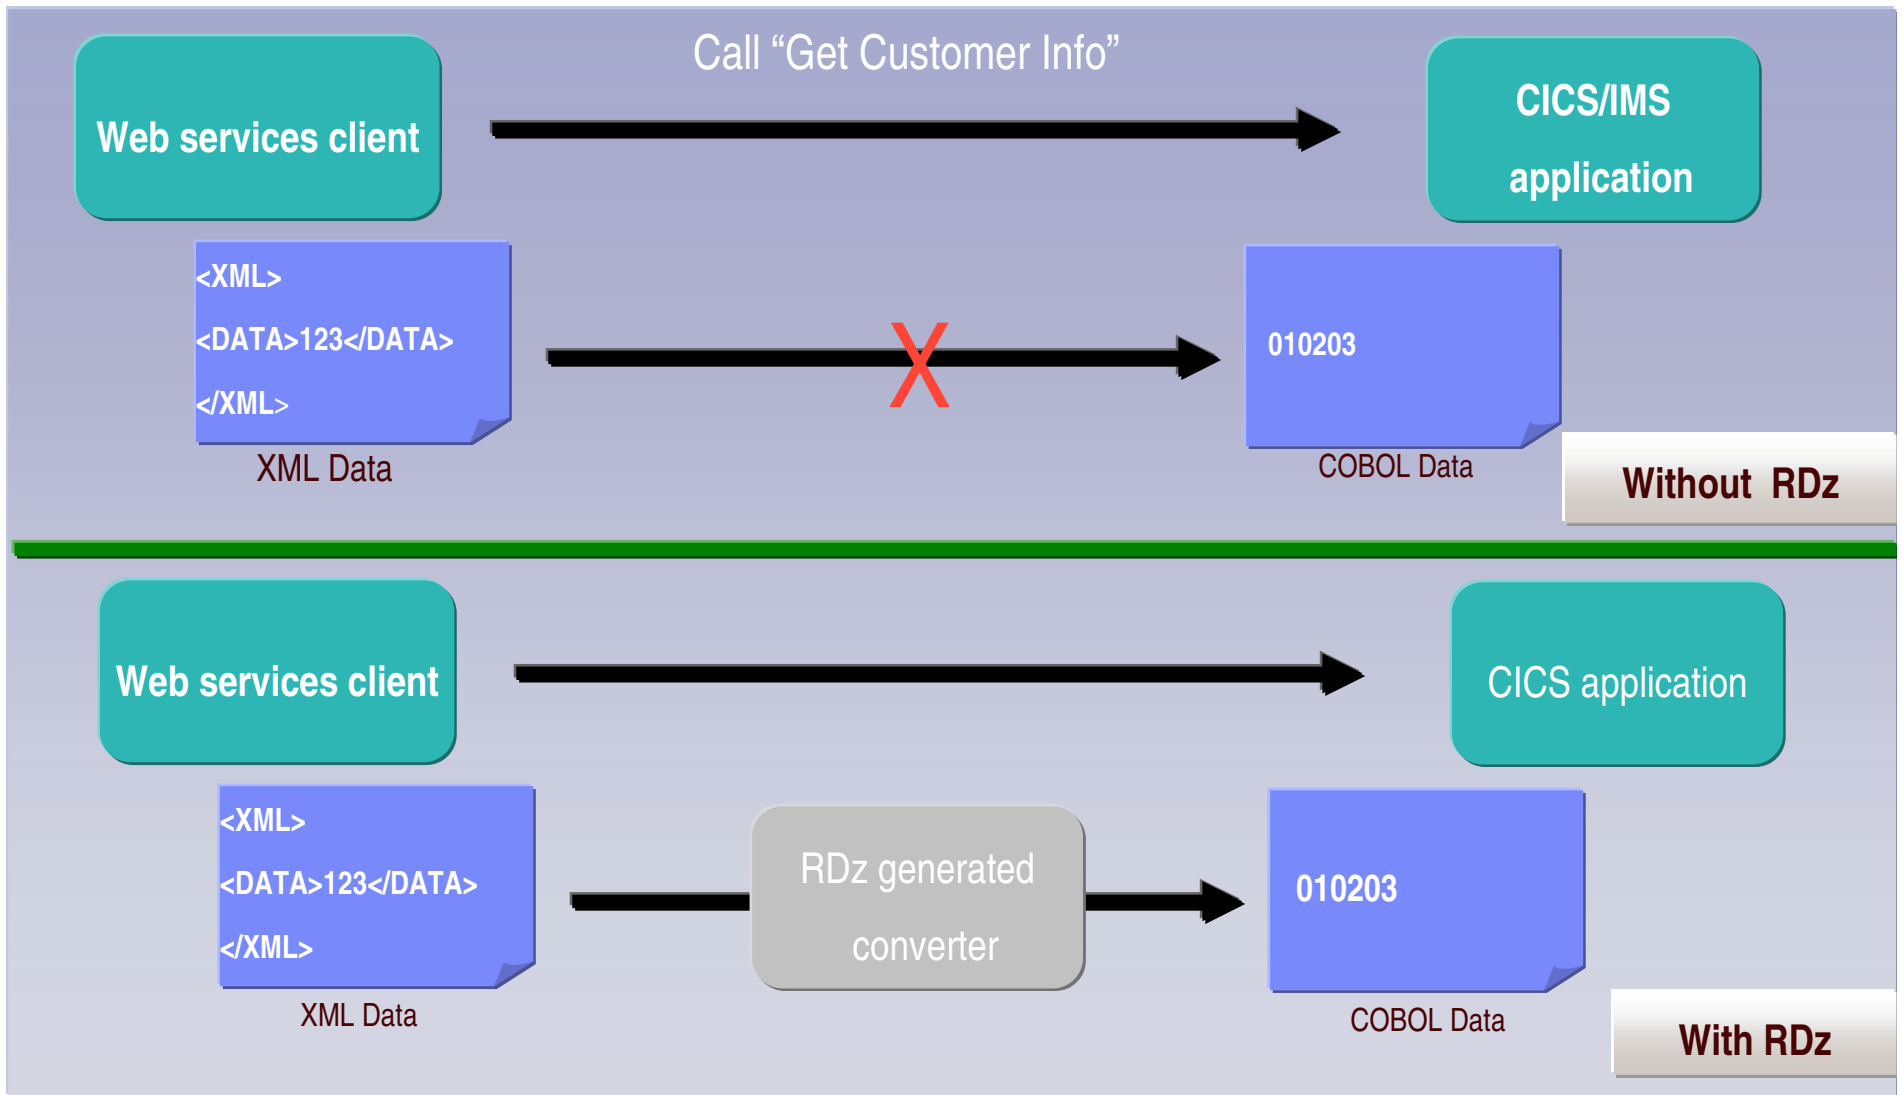 Call “Get Customer Info”
Web services client
CICS/IMS
application
<XML>
<DATA>123</DATA>
</XML>
010203
XML Data
COBOL Data
Without RDz
Web services client
CICS application
<XML>
<DATA>123</DATA>
</XML>
RDz generated
converter
010203
XML Data
COBOL Data
With RDz